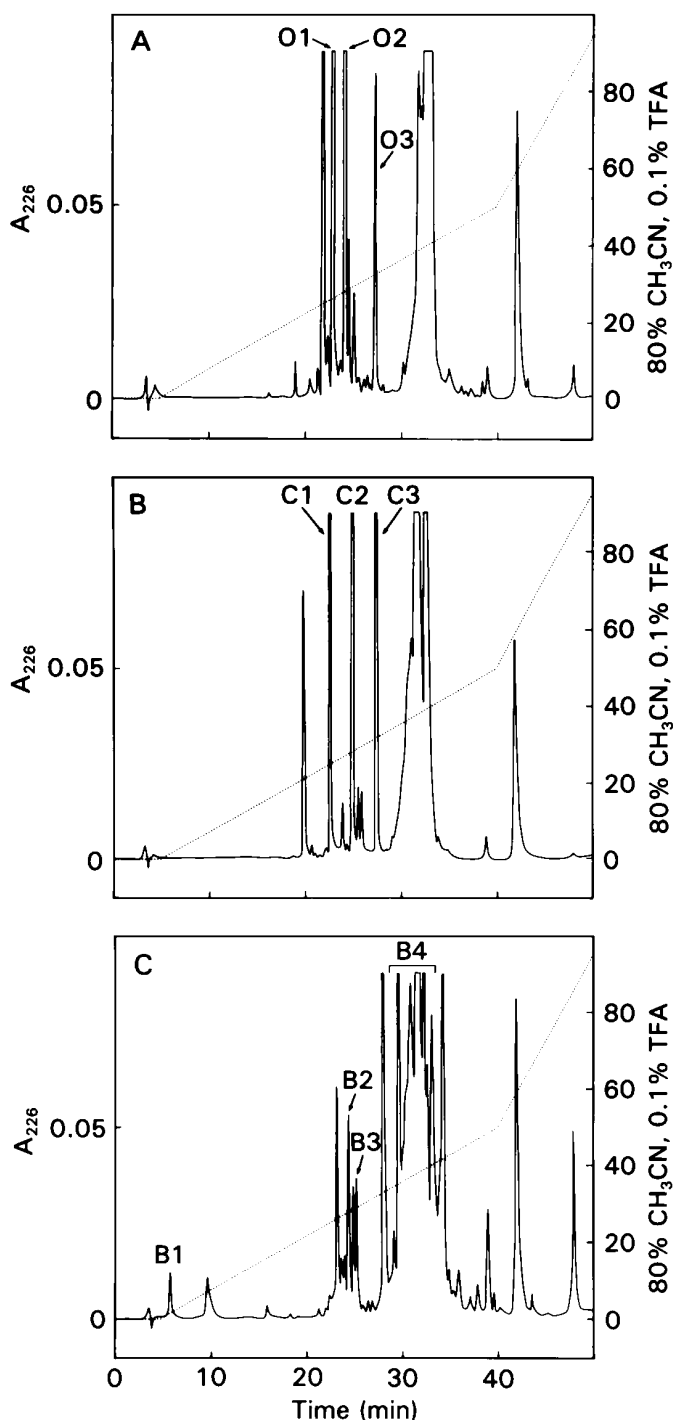 A
O1
O2
O3
A₂₂₆
0.05
0
80
60
40
20
0
80% CH₃CN, 0.1% TFA
B
C1
C2
C3
A₂₂₆
0.05
0
80
60
40
20
0
80% CH₃CN, 0.1% TFA
C
B4
B2
B3
B1
A₂₂₆
0.05
0
80
60
40
20
0
80% CH₃CN, 0.1% TFA
0
10
20
30
40
Time (min)